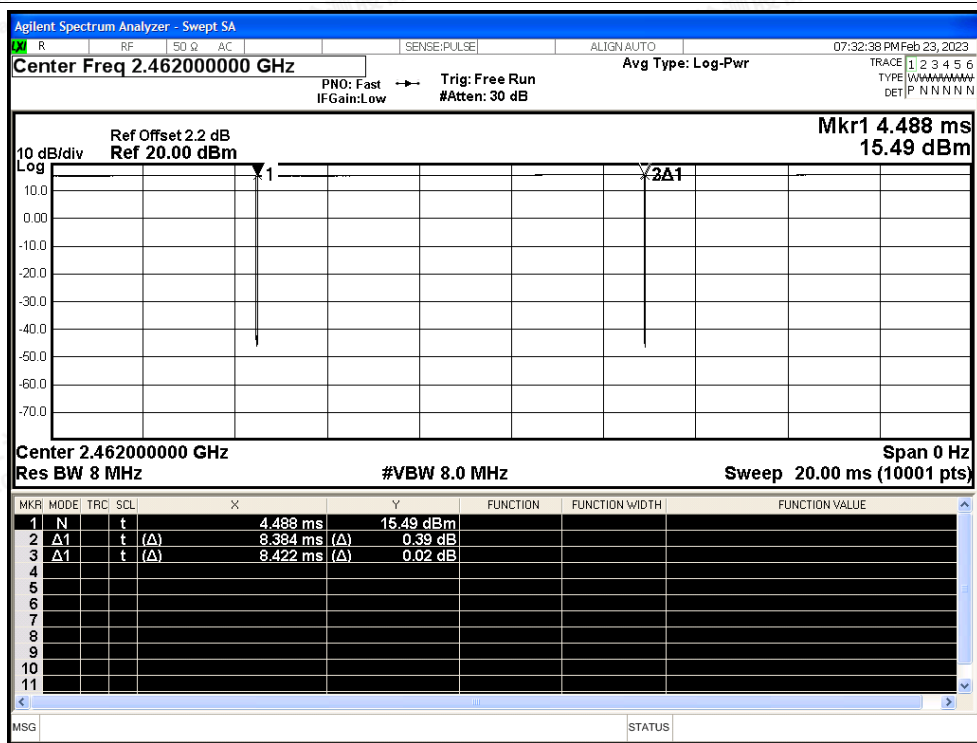 Agilent Spectrum Analyzer - Swept SA
LXI R RF 50 Ω AC SENSE:PULSE ALIGN AUTO 07:32:38 PM Feb 23, 2023
Center Freq 2.462000000 GHz
PNO: Fast
IFGain:Low
Trig: Free Run
#Atten: 30 dB
Avg Type: Log-Pwr
TRACE 1 2 3 4 5 6
TYPE WWWWWW
DET P N N N N N
Mkr1 4.488 ms
15.49 dBm
Ref Offset 2.2 dB
10 dB/div Ref 20.00 dBm
Log
1
3Δ1
10.0
0.00
-10.0
-20.0
-30.0
-40.0
-50.0
-60.0
-70.0
Center 2.462000000 GHz Span 0 Hz
Res BW 8 MHz #VBW 8.0 MHz Sweep 20.00 ms (10001 pts)
MKR MODE TRC SCL X Y FUNCTION FUNCTION WIDTH FUNCTION VALUE
1 N t 4.488 ms 15.49 dBm
2 Δ1 t (Δ) 8.384 ms (Δ) 0.39 dB
3 Δ1 t (Δ) 8.422 ms (Δ) 0.02 dB
4
5
6
7
8
9
10
11
MSG STATUS